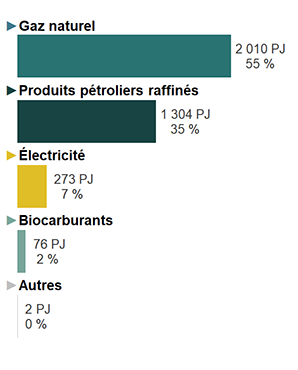 Gaz naturel
2 010 PJ
55 %
Produits pétroliers raffinés
1 304 PJ
35 %
Électricité
273 PJ
7 %
Biocarburants
76 PJ
2 %
Autres
2 PJ
0 %